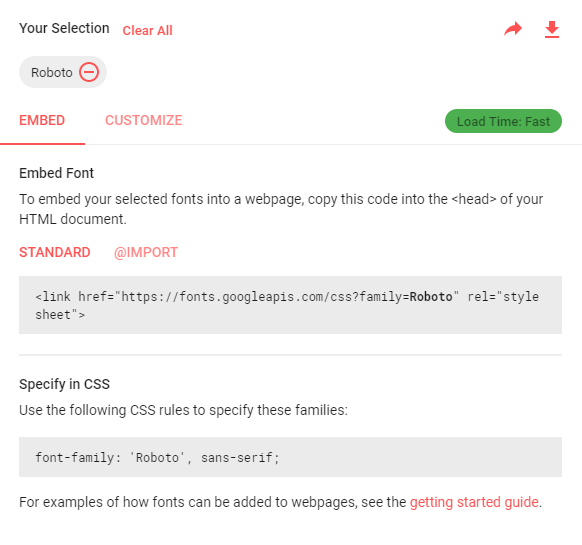 Your Selection Clear All
Roboto
EMBED CUSTOMIZE Load Time: Fast
Embed Font
To embed your selected fonts into a webpage, copy this code into the <head> of your
HTML document.
STANDARD @IMPORT
<link href="https://fonts.googleapis.com/css?family=Roboto" rel="style
sheet">
Specify in CSS
Use the following CSS rules to specify these families:
font-family: 'Roboto', sans-serif;
For examples of how fonts can be added to webpages, see the getting started guide.